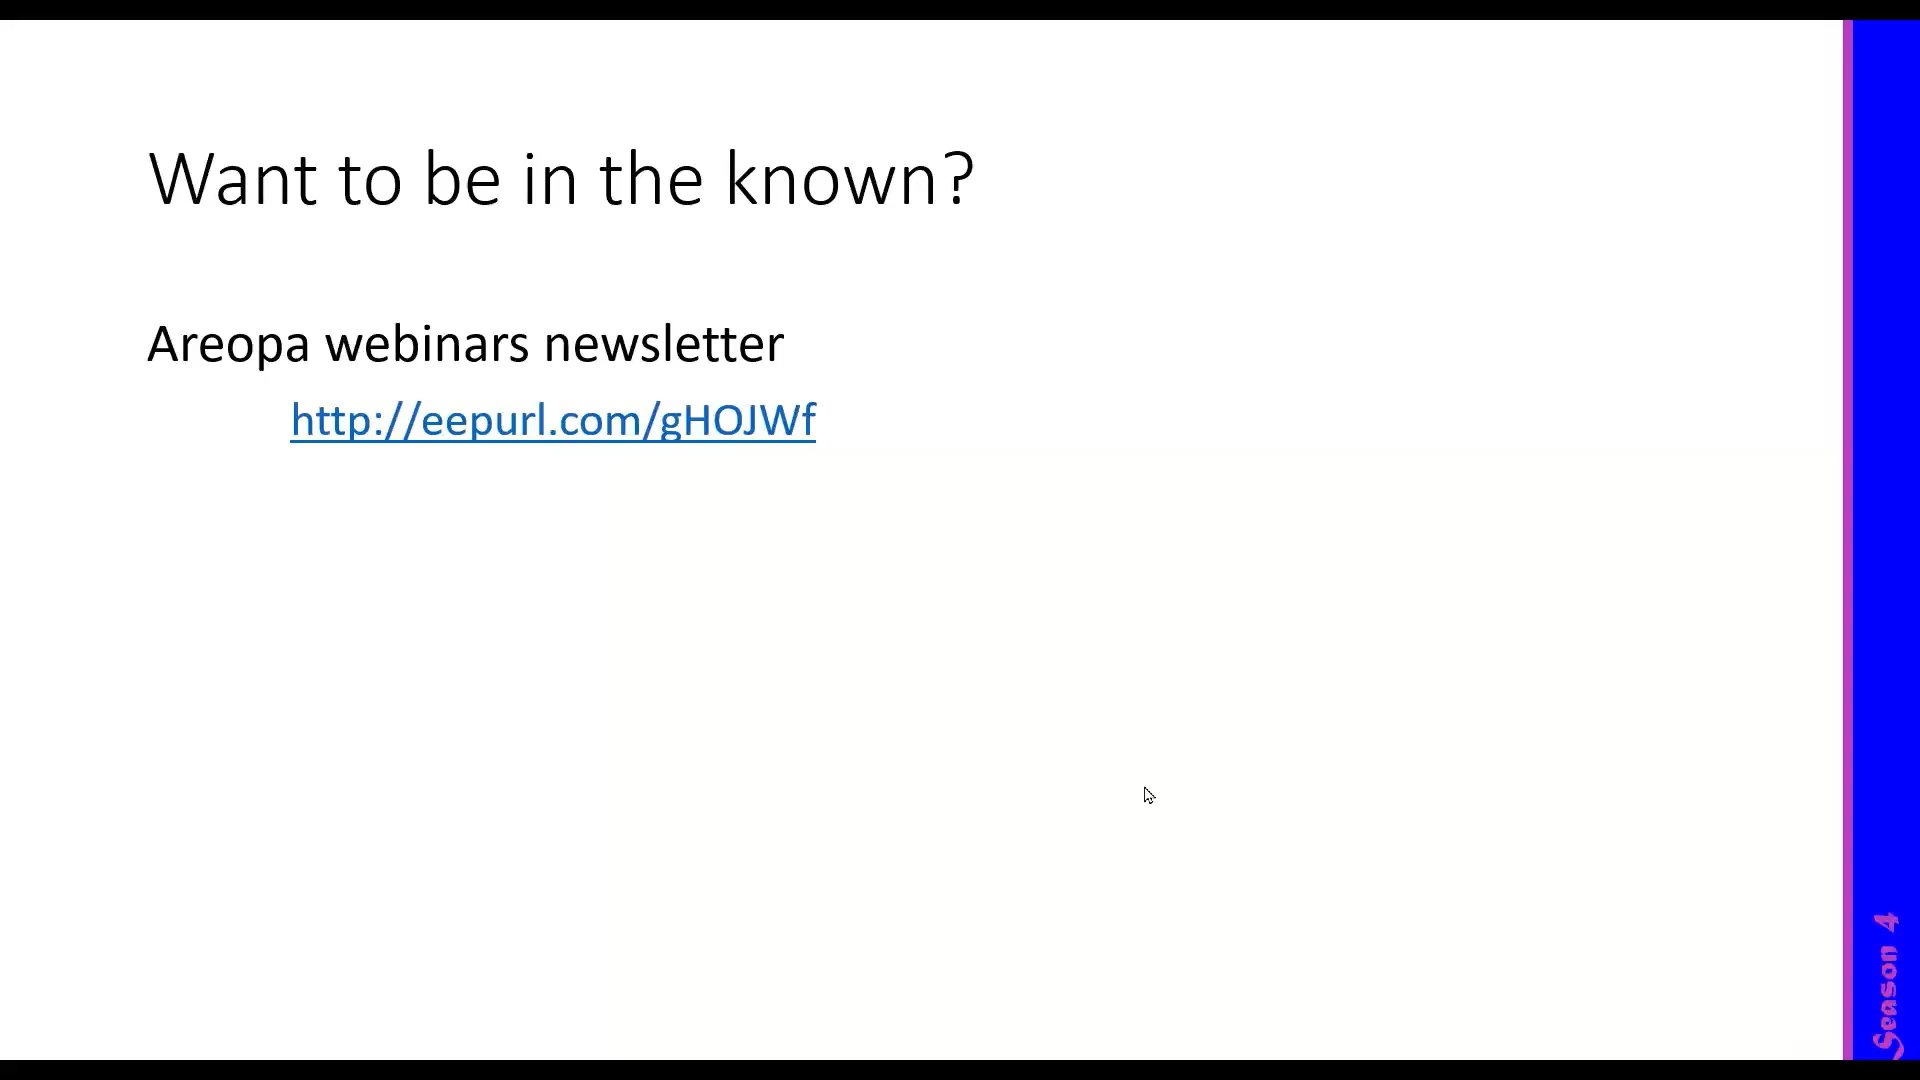 Want to be in the known?
Areopa webinars newsletter
http://eepurl.com/gHOJWf
Season 4